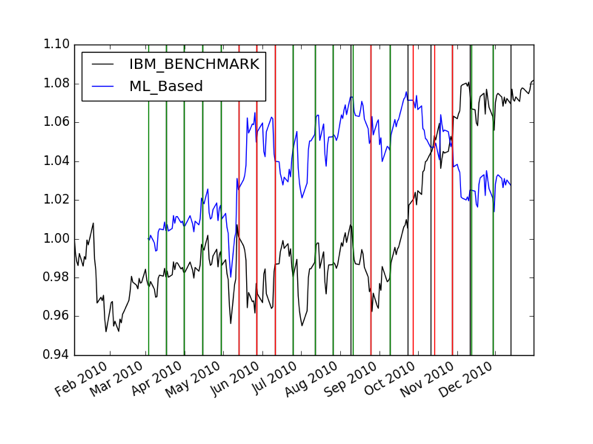 1.10
1.08
1.06
1.04
1.02
1.00
0.98
0.96
0.94
IBM_BENCHMARK
ML_Based
Feb 2010
Mar 2010
Apr 2010
May 2010
Jun 2010
Jul 2010
Aug 2010
Sep 2010
Oct 2010
Nov 2010
Dec 2010